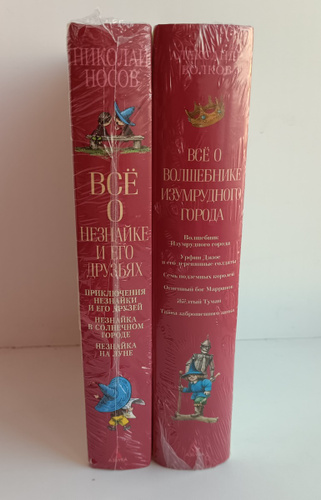 НИКОЛАЙ
НОСОВ
ВСЁ
О
НЕЗНАЙКЕ
И ЕГО
ДРУЗЬЯХ
ПРИКЛЮЧЕНИЯ
НЕЗНАЙКИ
И ЕГО ДРУЗЕЙ
НЕЗНАЙКА
В СОЛНЕЧНОМ
ГОРОДЕ
НЕЗНАЙКА
НА ЛУНЕ
АЛЕКСАНДР
ВОЛКОВ
ВСЁ О
ВОЛШЕБНИКЕ
ИЗУМРУДНОГО
ГОРОДА
Волшебник
Изумрудного города
Урфин Джюс
и его деревянные солдаты
Семь подземных королей
Огненный бог Марранов
Жёлтый Туман
Тайна заброшенного замка